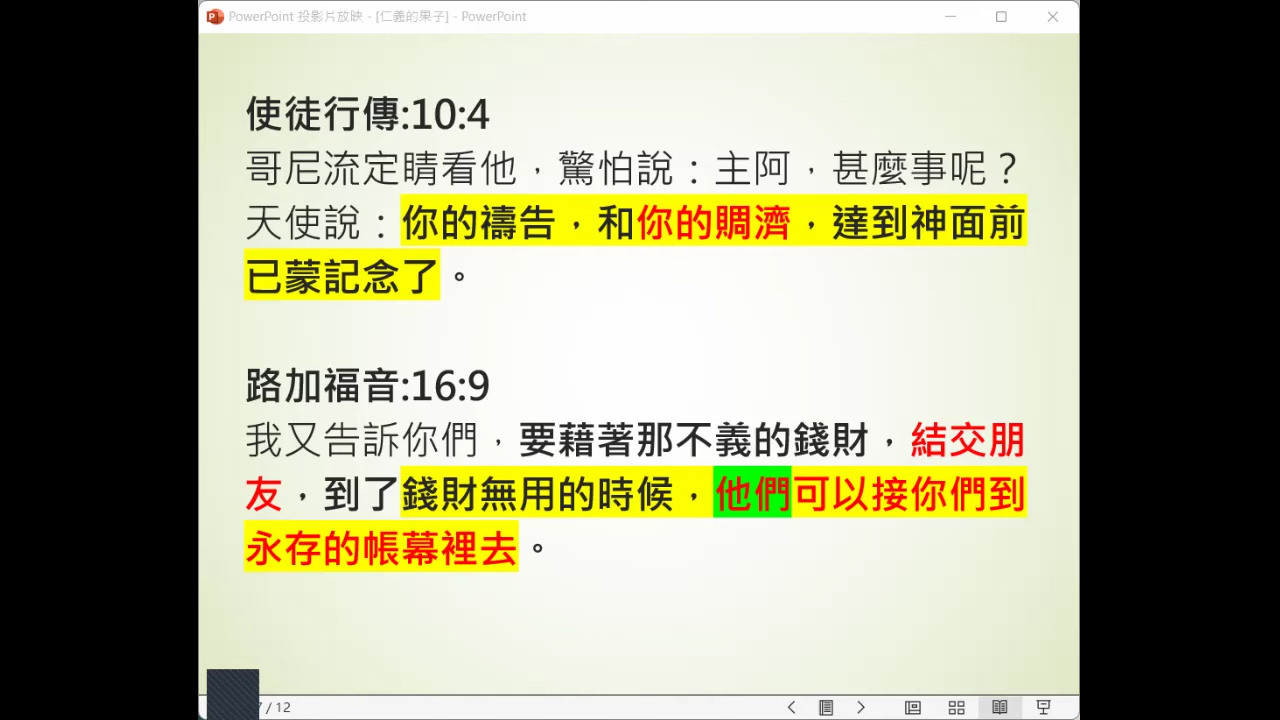 PowerPoint 投影片放映 - [仁義的果子] - PowerPoint
使徒行傳:10:4
哥尼流定睛看他，驚怕說：主阿，甚麼事呢？
天使說：你的禱告，和你的賙濟，達到神面前
已蒙記念了。
路加福音:16:9
我又告訴你們，要藉著那不義的錢財，結交朋
友，到了錢財無用的時候，他們可以接你們到
永存的帳幕裡去。
/ 12